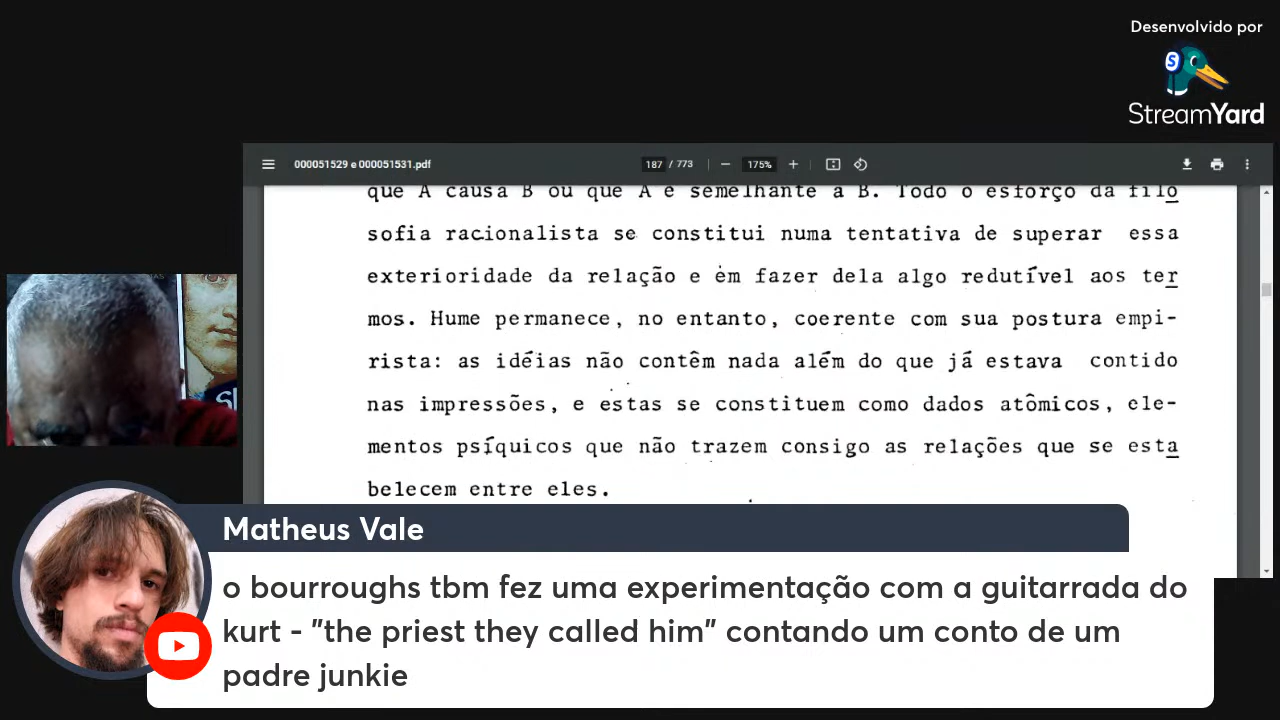 Desenvolvido por
S
StreamYard
000051529 e 000051531.pdf
187 / 773
175%
que A causa B ou que A é semelhante a B. Todo o esforço da filo
sofia racionalista se constitui numa tentativa de superar essa
exterioridade da relação e em fazer dela algo redutível aos ter
mos. Hume permanece, no entanto, coerente com sua postura empi-
rista: as idéias não contêm nada além do que já estava contido
nas impressões, e estas se constituem como dados atômicos, ele-
mentos psíquicos que não trazem consigo as relações que se esta
belecem entre eles.
Matheus Vale
o bourroughs tbm fez uma experimentação com a guitarrada do
kurt - "the priest they called him" contando um conto de um
padre junkie